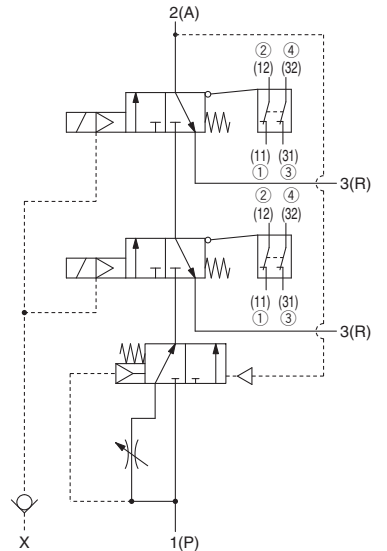 2(A)
② ④
(12) (32)
(11) (31)
① ③
3(R)
② ④
(12) (32)
(11) (31)
① ③
3(R)
X
1(P)